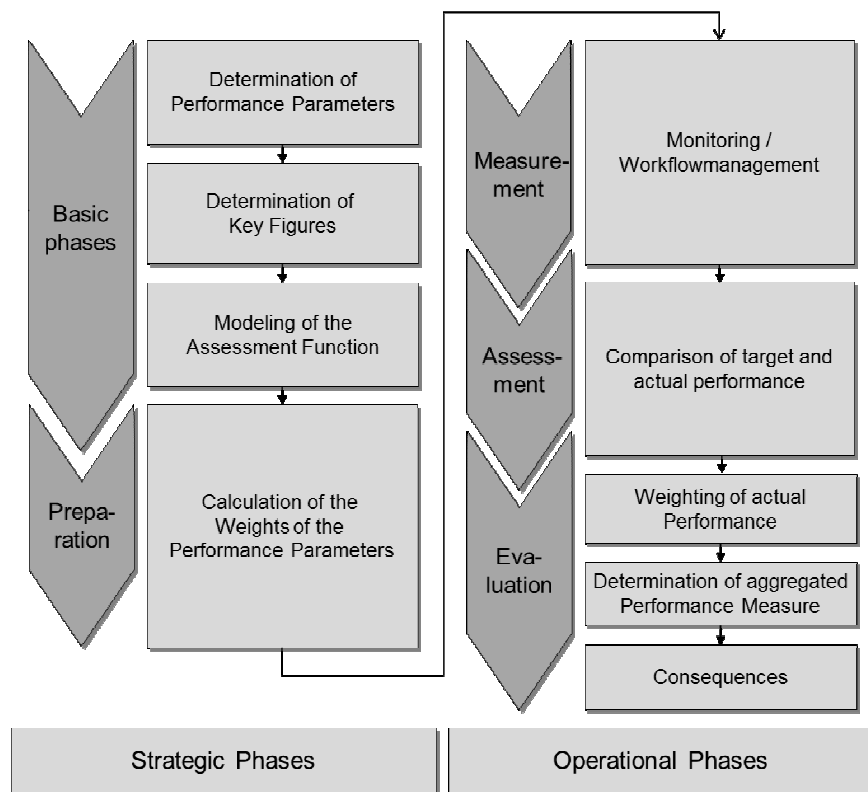 Basic
phases
Determination of
Performance Parameters
Determination of
Key Figures
Modeling of the
Assessment Function
Prepa-
ration
Calculation of the
Weights of the
Performance Parameters
Strategic Phases
Measure-
ment
Monitoring /
Workflowmanagement
Assess-
ment
Comparison of target and
actual performance
Eva-
luation
Weighting of actual
Performance
Determination of aggregated
Performance Measure
Consequences
Operational Phases